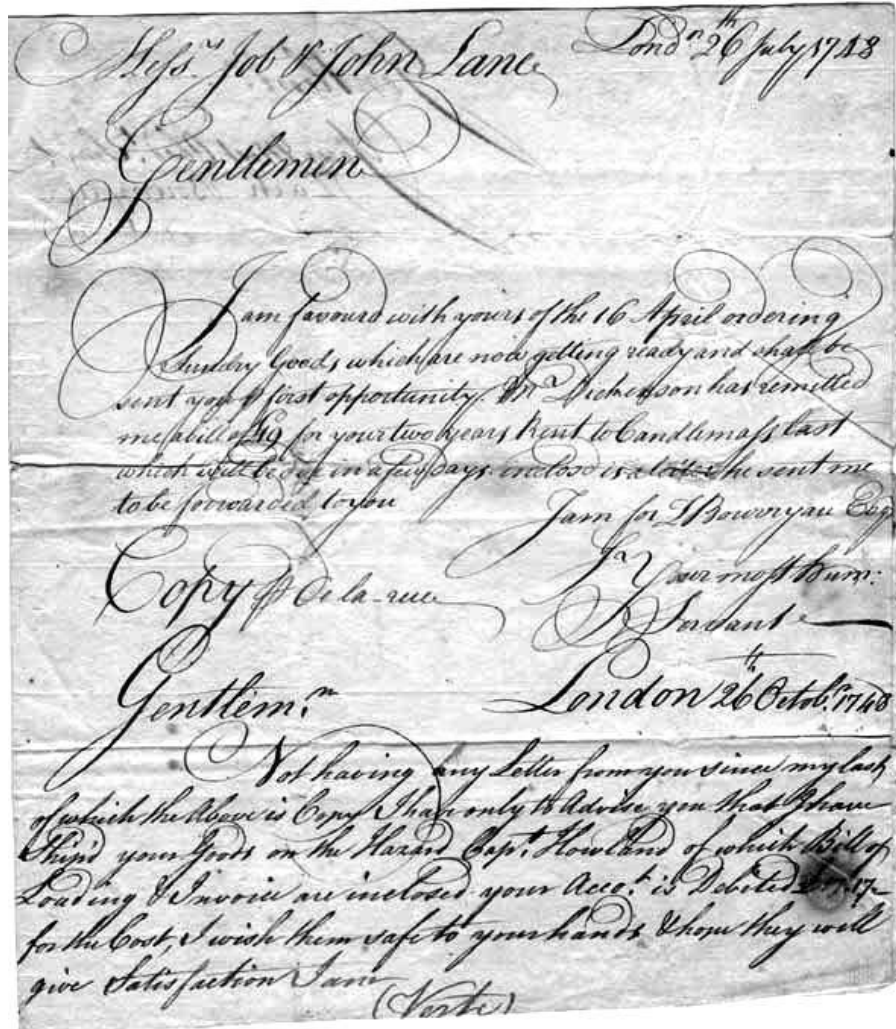 Lond.ⁿ 26th July 1748
Mess.rs Job & John Lane
Gentlemen
I am favourd with yours of the 16 April ordering
Sundry Goods which are now getting ready and shall be
sent you first opportunity. Mr Dickenson has remitted
me a bill of £19 for your two years Rent to Candlemass last
which will be due in a few days. inclosd is a letter he sent me
to be forwarded to you
I am for Bowryau Esqr
Your most hum:
Servant
Copy de la-rue
Gentlem.n
London 26th Octob.r 1748
Not having any Letter from you since my last
of which the Above is Copy I have only to Advise you that I have
Ship'd your Goods on the Hazard Cap.t Howland of which Bill of
Loading & Invoice are inclosed your Acco.t is Debited
for the Cost, I wish them safe to your hands & hope they will
give Satisfaction I am
(Verte)